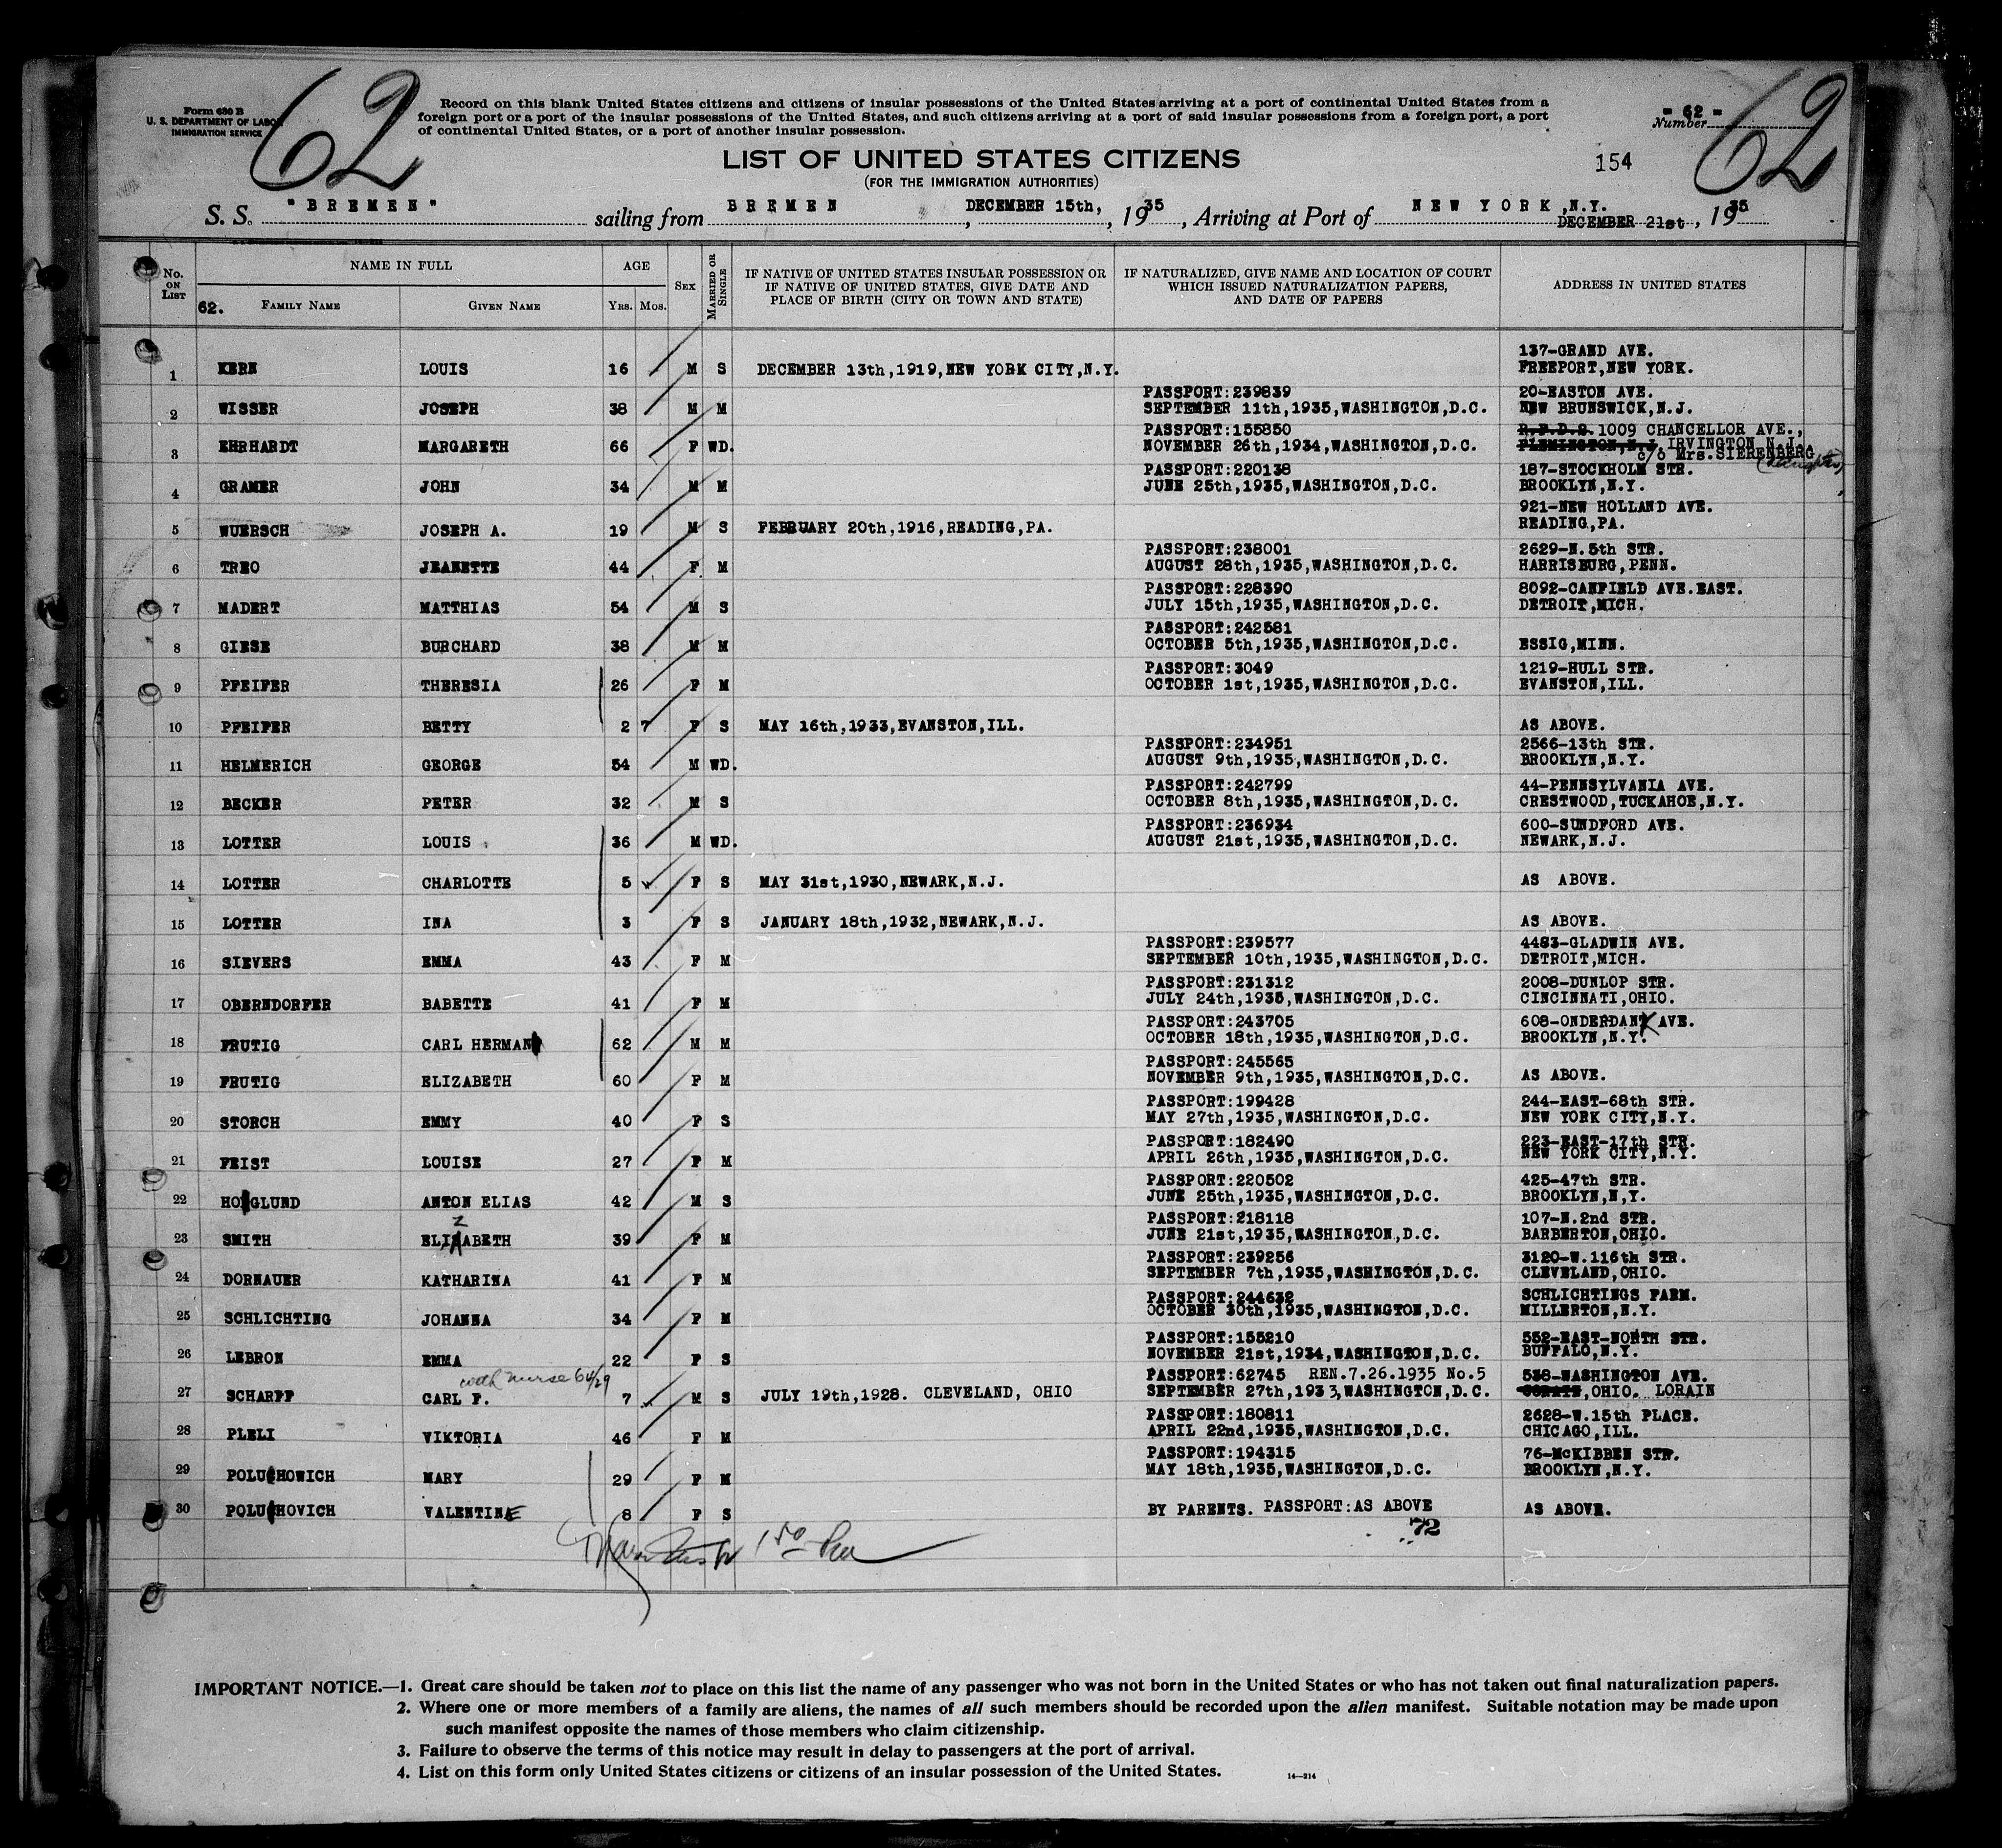 Form 630 B
U. S. DEPARTMENT OF LABOR
IMMIGRATION SERVICE
62
Record on this blank United States citizens and citizens of insular possessions of the United States arriving at a port of continental United States from a
foreign port or a port of the insular possessions of the United States, and such citizens arriving at a port of said insular possessions from a foreign port, a port
of continental United States, or a port of another insular possession.
- 62 -
Number
62
LIST OF UNITED STATES CITIZENS
(FOR THE IMMIGRATION AUTHORITIES)
154
S. S. "BREMEN" sailing from BREMEN, DECEMBER 15th, 1935, Arriving at Port of NEW YORK,N.Y. DECEMBER 21st, 1935
No. ON LIST
NAME IN FULL
AGE
SEX
MARRIED OR SINGLE
IF NATIVE OF UNITED STATES INSULAR POSSESSION OR
IF NATIVE OF UNITED STATES, GIVE DATE AND
PLACE OF BIRTH (CITY OR TOWN AND STATE)
IF NATURALIZED, GIVE NAME AND LOCATION OF COURT
WHICH ISSUED NATURALIZATION PAPERS,
AND DATE OF PAPERS
ADDRESS IN UNITED STATES
62. FAMILY NAME GIVEN NAME YRS. MOS.
137-GRAND AVE.
1 KERN LOUIS 16 M S DECEMBER 13th,1919,NEW YORK CITY,N.Y. FREEPORT,NEW YORK.
PASSPORT:239839 20-EASTON AVE.
2 WISSER JOSEPH 38 M M SEPTEMBER 11th,1935,WASHINGTON,D.C. NEW BRUNSWICK,N.J.
PASSPORT:155850 R.F.D.S. 1009 CHANCELLOR AVE.,
3 EHRHARDT MARGARETH 66 F WD. NOVEMBER 26th,1934,WASHINGTON,D.C. FLEMINGTON,N.J. IRVINGTON N.J.
c/o Mrs.SIERENBERG (daughter)
PASSPORT:220138 187-STOCKHOLM STR.
4 GRAMER JOHN 34 M M JUNE 25th,1935,WASHINGTON,D.C. BROOKLYN,N.Y.
921-NEW HOLLAND AVE.
5 WUERSCH JOSEPH A. 19 M S FEBRUARY 20th,1916,READING,PA. READING,PA.
PASSPORT:238001 2629-N.5th STR.
6 TREO JEANETTE 44 F M AUGUST 28th,1935,WASHINGTON,D.C. HARRISBURG,PENN.
PASSPORT:228390 8092-CANFIELD AVE.EAST.
7 MADERT MATTHIAS 54 M S JULY 15th,1935,WASHINGTON,D.C. DETROIT,MICH.
PASSPORT:242581
8 GIESE BURCHARD 38 M M OCTOBER 5th,1935,WASHINGTON,D.C. ESSIG,MINN.
PASSPORT:3049 1219-HULL STR.
9 PFEIFER THERESIA 26 F M OCTOBER 1st,1935,WASHINGTON,D.C. EVANSTON,ILL.
10 PFEIFER BETTY 2 7 F S MAY 16th,1933,EVANSTON,ILL. AS ABOVE.
PASSPORT:234951 2566-13th STR.
11 HELMERICH GEORGE 54 M WD. AUGUST 9th,1935,WASHINGTON,D.C. BROOKLYN,N.Y.
PASSPORT:242799 44-PENNSYLVANIA AVE.
12 BECKER PETER 32 M S OCTOBER 8th,1935,WASHINGTON,D.C. CRESTWOOD,TUCKAHOE,N.Y.
PASSPORT:236934 600-SUNDFORD AVE.
13 LOTTER LOUIS 36 M WD. AUGUST 21st,1935,WASHINGTON,D.C. NEWARK,N.J.
14 LOTTER CHARLOTTE 5 F S MAY 31st,1930,NEWARK,N.J. AS ABOVE.
15 LOTTER INA 3 F S JANUARY 18th,1932,NEWARK,N.J. AS ABOVE.
PASSPORT:239577 4483-GLADWIN AVE.
16 SIEVERS EMMA 43 F M SEPTEMBER 10th,1935,WASHINGTON,D.C. DETROIT,MICH.
PASSPORT:231312 2008-DUNLOP STR.
17 OBERNDORFER BABETTE 41 F M JULY 24th,1935,WASHINGTON,D.C. CINCINNATI,OHIO.
PASSPORT:243705 608-ONDERDANK AVE.
18 FRUTIG CARL HERMAN 62 M M OCTOBER 18th,1935,WASHINGTON,D.C. BROOKLYN,N.Y.
PASSPORT:245565
19 FRUTIG ELIZABETH 60 F M NOVEMBER 9th,1935,WASHINGTON,D.C. AS ABOVE.
PASSPORT:199428 244-EAST-68th STR.
20 STORCH EMMY 40 F S MAY 27th,1935,WASHINGTON,D.C. NEW YORK CITY,N.Y.
PASSPORT:182490 223-EAST-17th STR.
21 FEIST LOUISE 27 F M APRIL 26th,1935,WASHINGTON,D.C. NEW YORK CITY,N.Y.
PASSPORT:220502 425-47th STR.
22 HOGLUND ANTON ELIAS 42 M S JUNE 25th,1935,WASHINGTON,D.C. BROOKLYN,N,Y.
PASSPORT:218118 107-N.2nd STR.
23 SMITH ELIZABETH 39 F M JUNE 21st,1935,WASHINGTON,D.C. BARBERTON,OHIO.
PASSPORT:239256 3120-W.116th STR.
24 DORNAUER KATHARINA 41 F M SEPTEMBER 7th,1935,WASHINGTON,D.C. CLEVELAND,OHIO.
PASSPORT:244632 SCHLICHTINGS FARM.
25 SCHLICHTING JOHANNA 34 F M OCTOBER 30th,1935,WASHINGTON,D.C. MILLERTON,N.Y.
PASSPORT:155210 552-EAST-NORTH STR.
26 LEBRON EMMA 22 F S NOVEMBER 21st,1934,WASHINGTON,D.C. BUFFALO,N.Y.
with nurse 64/29 PASSPORT:62745 REN.7.26.1935 No.5 538-WASHINGTON AVE.
27 SCHARFF CARL F. 7 M S JULY 19th,1928. CLEVELAND, OHIO SEPTEMBER 27th,1933,WASHINGTON,D.C. ,OHIO. LORAIN
PASSPORT:180811 2628-W.15th PLACE.
28 PLELI VIKTORIA 46 F M APRIL 22nd,1935,WASHINGTON,D.C. CHICAGO,ILL.
PASSPORT:194315 76-McKIBBEN STR.
29 POLUCHOWICH MARY 29 F M MAY 18th,1935,WASHINGTON,D.C. BROOKLYN,N.Y.
30 POLUCHOVICH VALENTINE 8 F S BY PARENTS. PASSPORT:AS ABOVE AS ABOVE.
72
IMPORTANT NOTICE.—1. Great care should be taken not to place on this list the name of any passenger who was not born in the United States or who has not taken out final naturalization papers.
2. Where one or more members of a family are aliens, the names of all such members should be recorded upon the alien manifest. Suitable notation may be made upon
such manifest opposite the names of those members who claim citizenship.
3. Failure to observe the terms of this notice may result in delay to passengers at the port of arrival.
4. List on this form only United States citizens or citizens of an insular possession of the United States.
14—214